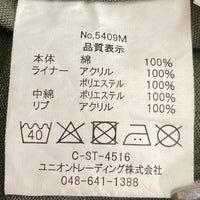 No.5409M
品質表示
本体 綿 100%
ライナー アクリル 100%
ポリエステル 100%
中綿 ポリエステル 100%
リブ アクリル 100%
40
C-ST-4516
ユニオントレーディング株式会社
048-641-1388